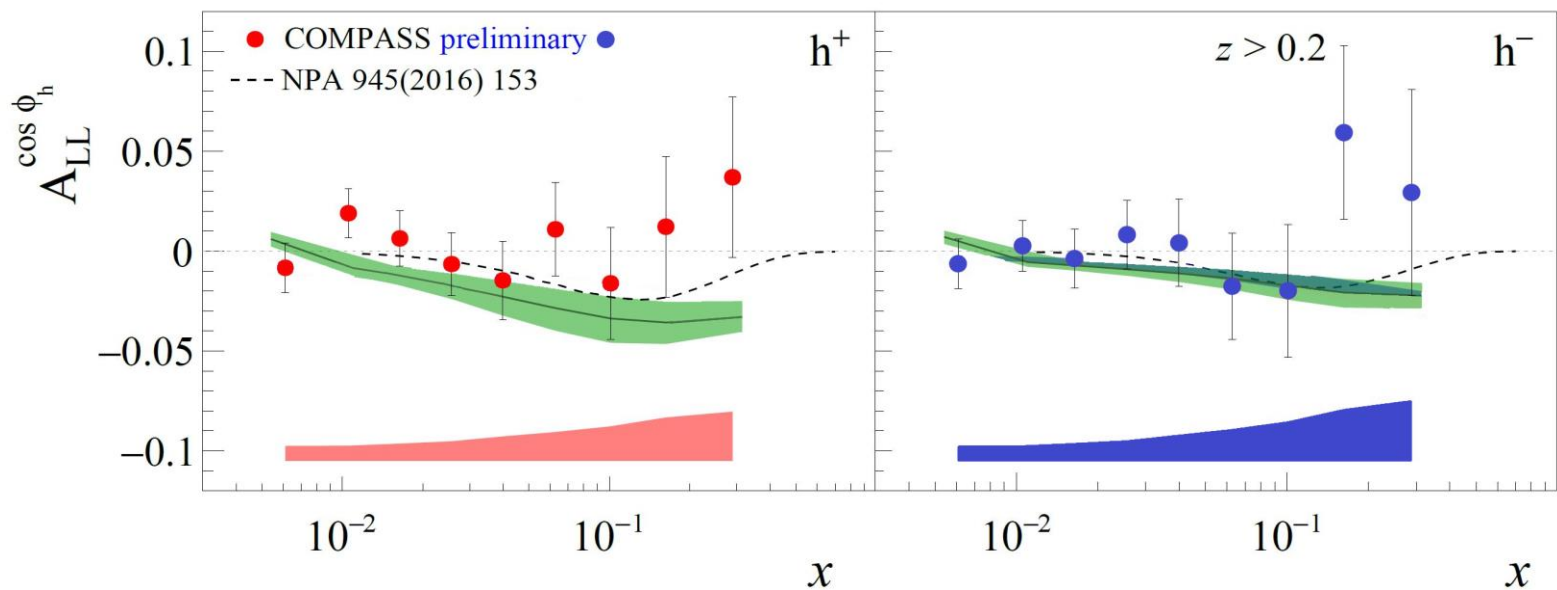 0.1
0.05
0
−0.05
−0.1
A_LL^cos ϕ_h
COMPASS preliminary
NPA 945(2016) 153
h⁺
z > 0.2
h⁻
10⁻² 10⁻¹ 10⁻² 10⁻¹
x x